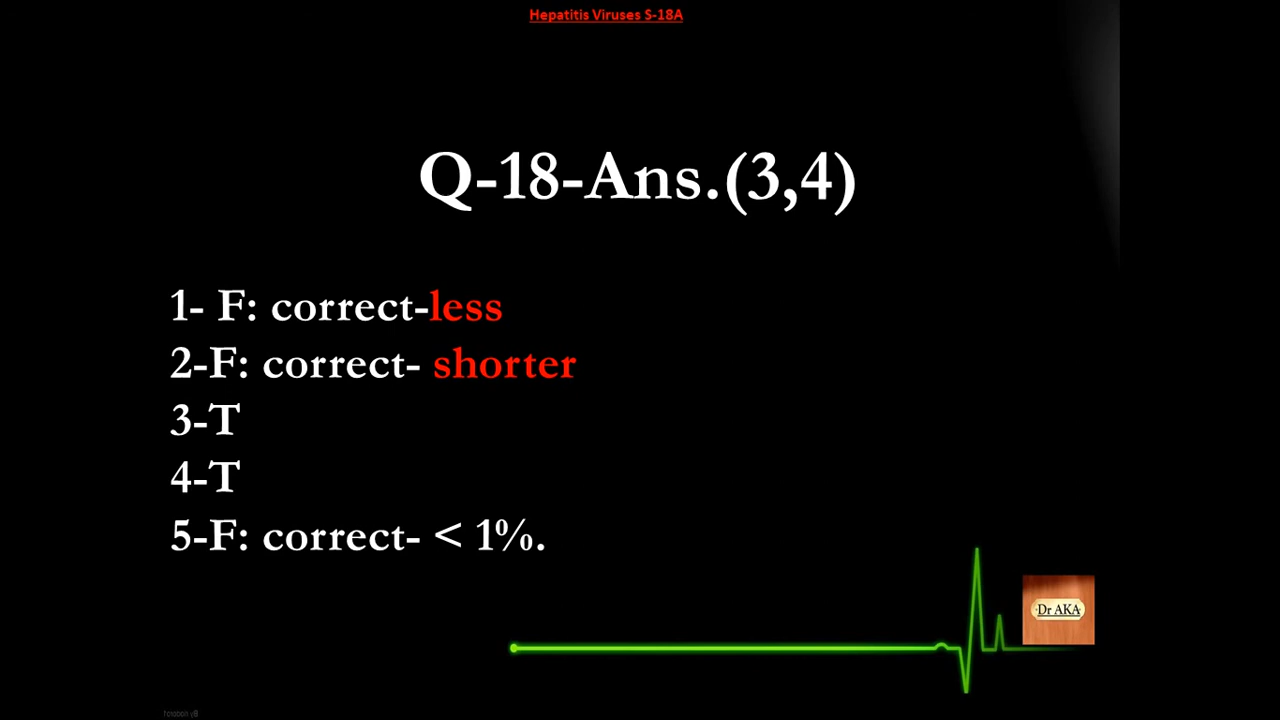 Hepatitis Viruses S-18A
Q-18-Ans.(3,4)
1- F: correct-less
2-F: correct- shorter
3-T
4-T
5-F: correct- < 1%.
Dr AKA